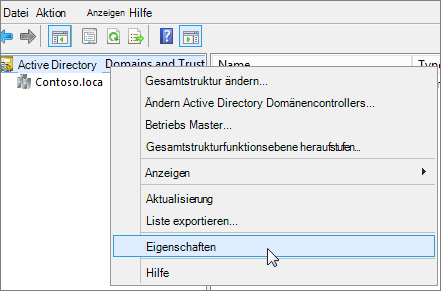 Datei Aktion Anzeigen Hilfe
Active Directory Domains and Trust
Name Type
Contoso.loca
Gesamtstruktur ändern...
Ändern Active Directory Domänencontrollers...
Betriebs Master...
Gesamtstrukturfunktionsebene heraufstufen...
Anzeigen
Aktualisierung
Liste exportieren...
Eigenschaften
Hilfe